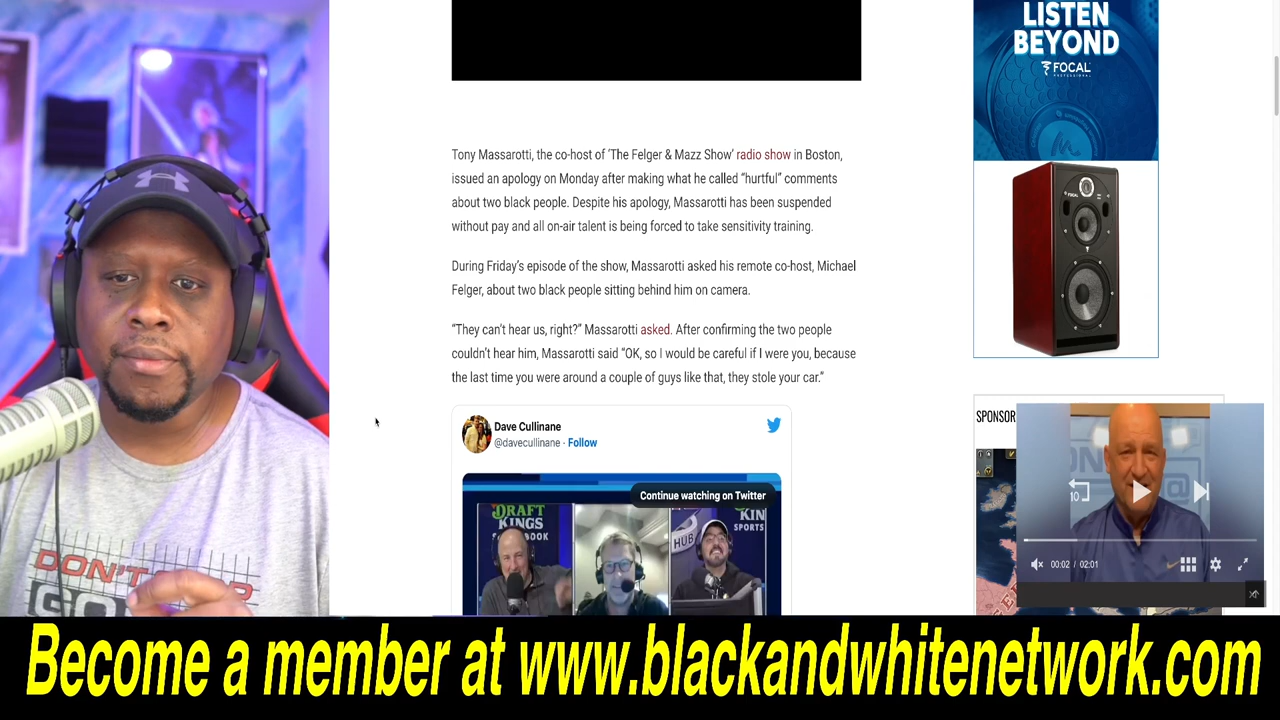 LISTEN
BEYOND
FOCAL
PROFESSIONAL
Tony Massarotti, the co-host of ‘The Felger & Mazz Show’ radio show in Boston,
issued an apology on Monday after making what he called “hurtful” comments
about two black people. Despite his apology, Massarotti has been suspended
without pay and all on-air talent is being forced to take sensitivity training.
During Friday’s episode of the show, Massarotti asked his remote co-host, Michael
Felger, about two black people sitting behind him on camera.
“They can’t hear us, right?” Massarotti asked. After confirming the two people
couldn’t hear him, Massarotti said “OK, so I would be careful if I were you, because
the last time you were around a couple of guys like that, they stole your car.”
Dave Cullinane
@davecullinane · Follow
Continue watching on Twitter
DRAFT
KINGS
HUB
KIN
SPORTS
SPONSOR
10
00:02 / 02:01
DON'T
Become a member at www.blackandwhitenetwork.com